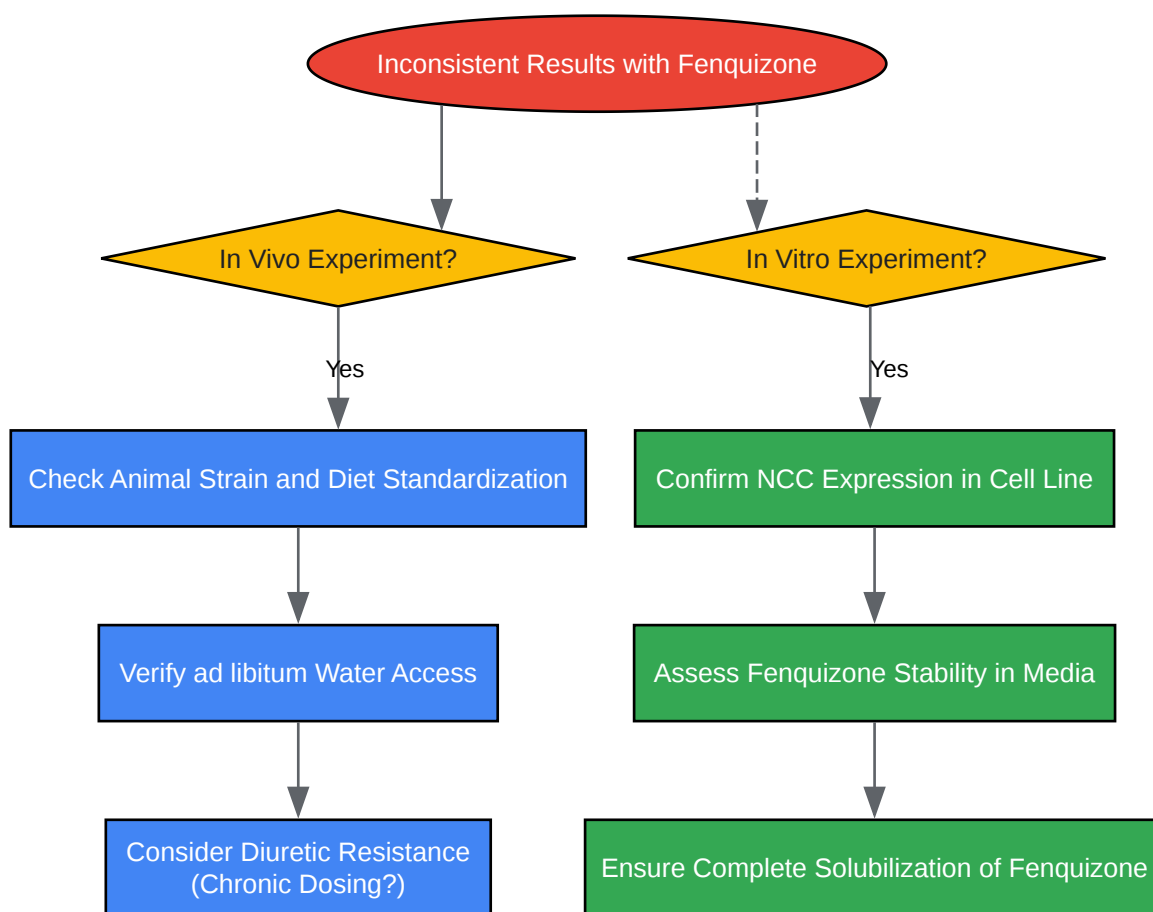 Inconsistent Results with Fenquizone
In Vivo Experiment?
In Vitro Experiment?
Yes
Yes
Check Animal Strain and Diet Standardization
Confirm NCC Expression in Cell Line
Verify ad libitum Water Access
Assess Fenquizone Stability in Media
Consider Diuretic Resistance
(Chronic Dosing?)
Ensure Complete Solubilization of Fenquizone